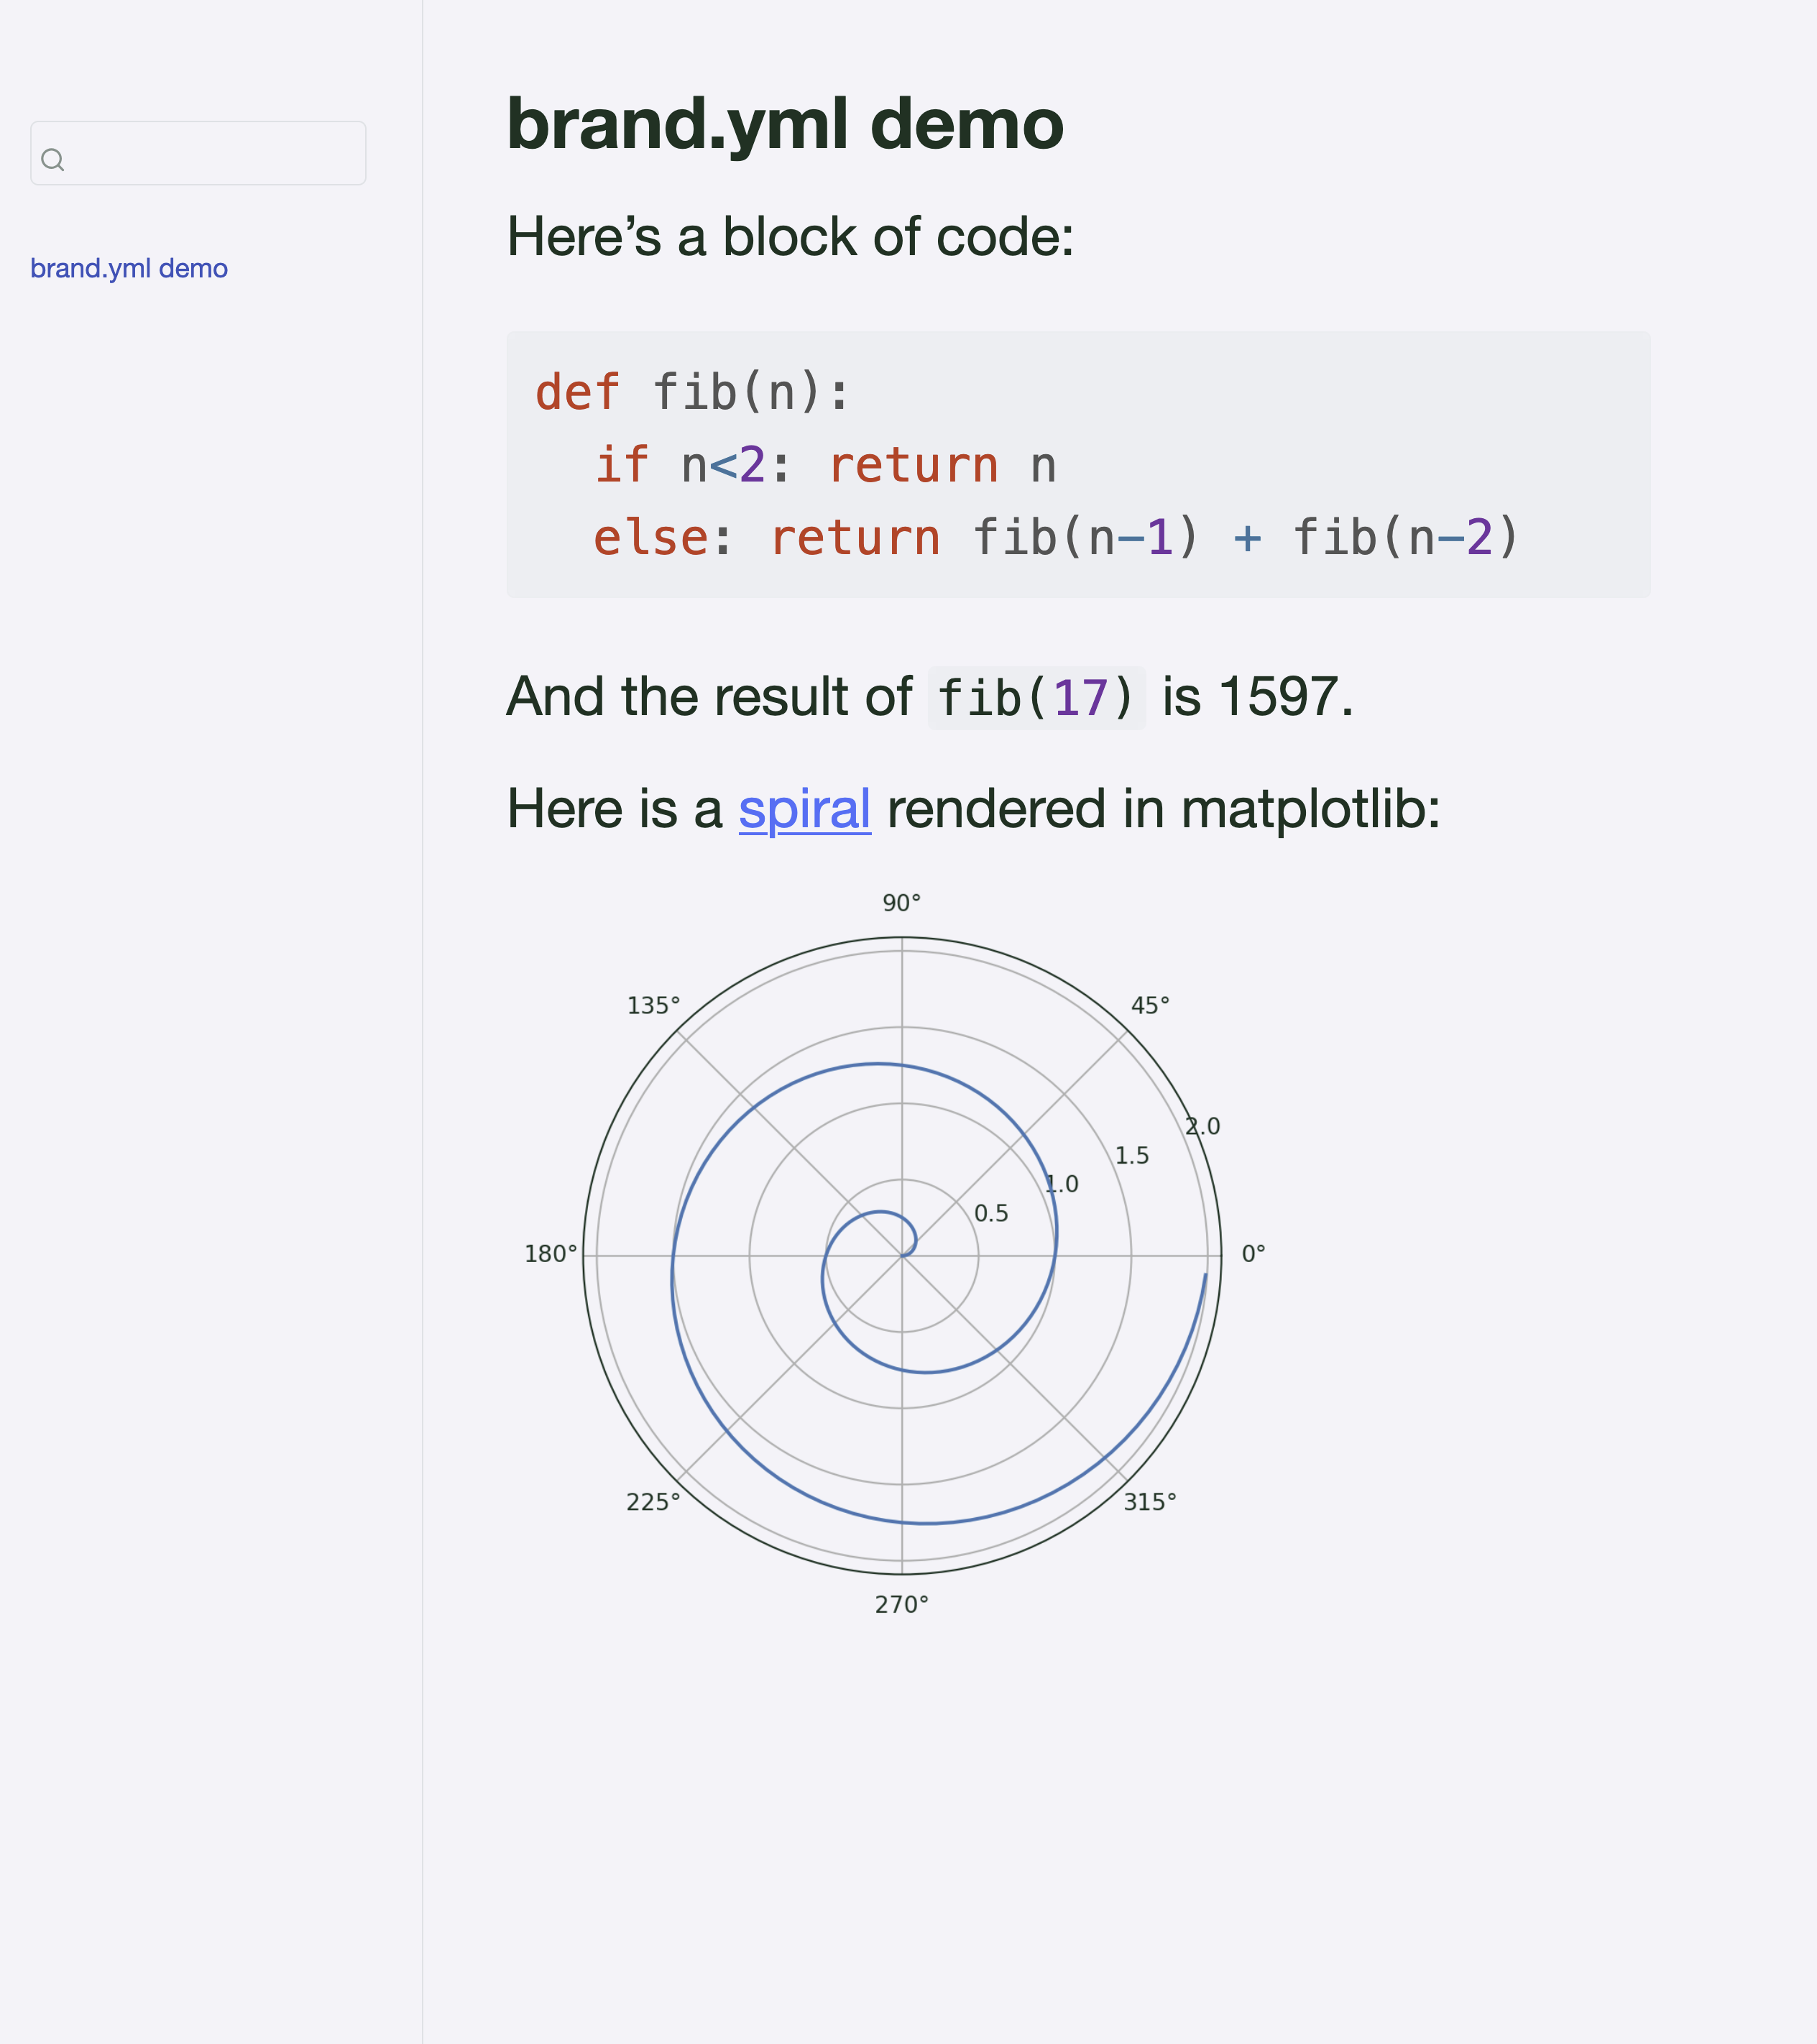 brand.yml demo
brand.yml demo
Here’s a block of code:
def fib(n):
  if n<2: return n
  else: return fib(n-1) + fib(n-2)
And the result of fib(17) is 1597.
Here is a spiral rendered in matplotlib:
90°
135°
45°
2.0
1.5
1.0
0.5
180°
0°
225°
315°
270°